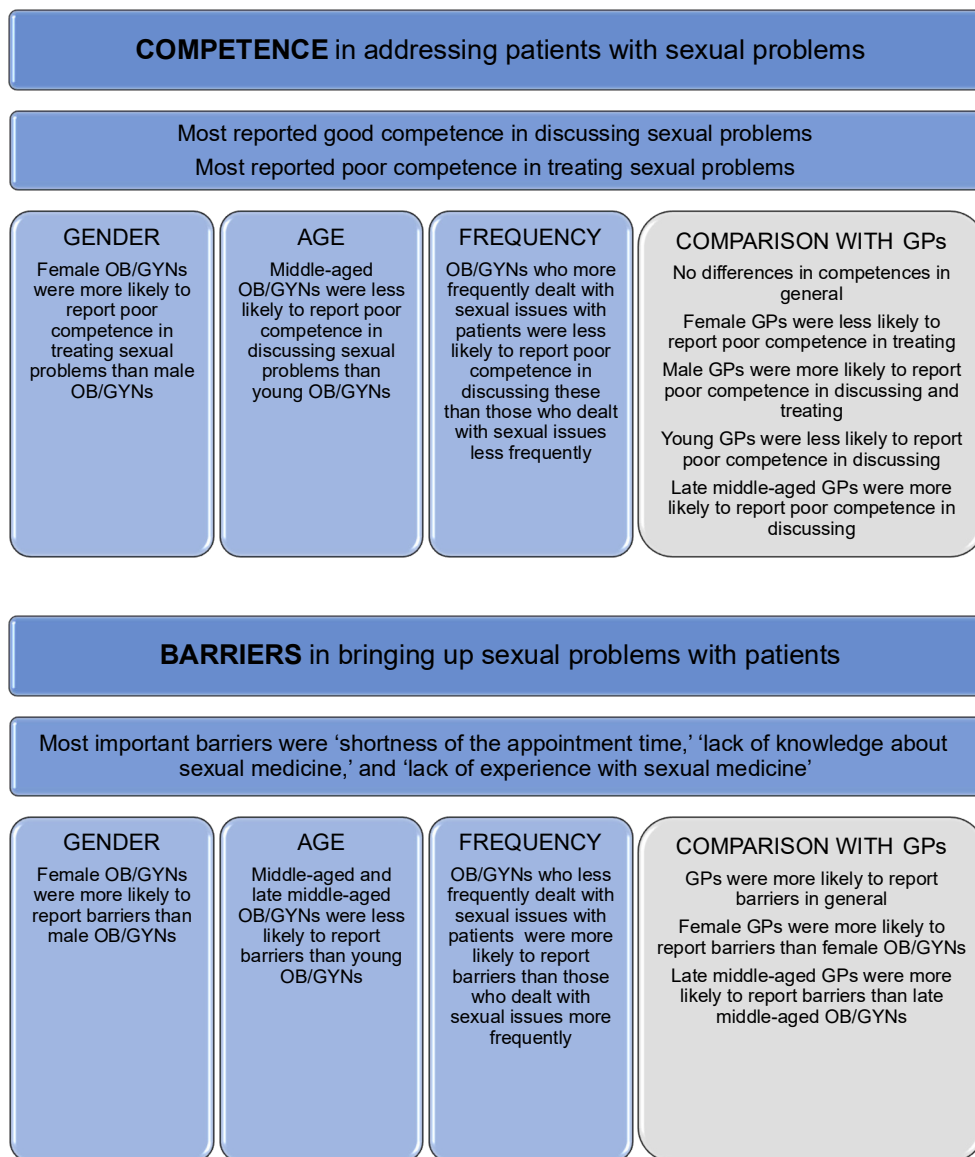 COMPETENCE in addressing patients with sexual problems
Most reported good competence in discussing sexual problems
Most reported poor competence in treating sexual problems
GENDER
Female OB/GYNs
were more likely to
report poor
competence in
treating sexual
problems than male
OB/GYNs
AGE
Middle-aged
OB/GYNs were less
likely to report poor
competence in
discussing sexual
problems than
young OB/GYNs
FREQUENCY
OB/GYNs who more
frequently dealt with
sexual issues with
patients were less
likely to report poor
competence in
discussing these
than those who dealt
with sexual issues
less frequently
COMPARISON WITH GPs
No differences in competences in
general
Female GPs were less likely to
report poor competence in treating
Male GPs were more likely to report
poor competence in discussing and
treating
Young GPs were less likely to report
poor competence in discussing
Late middle-aged GPs were more
likely to report poor competence in
discussing
BARRIERS in bringing up sexual problems with patients
Most important barriers were ‘shortness of the appointment time,’ ‘lack of knowledge about
sexual medicine,’ and ‘lack of experience with sexual medicine’
GENDER
Female OB/GYNs
were more likely to
report barriers than
male OB/GYNs
AGE
Middle-aged and
late middle-aged
OB/GYNs were less
likely to report
barriers than young
OB/GYNs
FREQUENCY
OB/GYNs who less
frequently dealt with
sexual issues with
patients were more
likely to report
barriers than those
who dealt with
sexual issues more
frequently
COMPARISON WITH GPs
GPs were more likely to report
barriers in general
Female GPs were more likely to
report barriers than female OB/GYNs
Late middle-aged GPs were more
likely to report barriers than late
middle-aged OB/GYNs